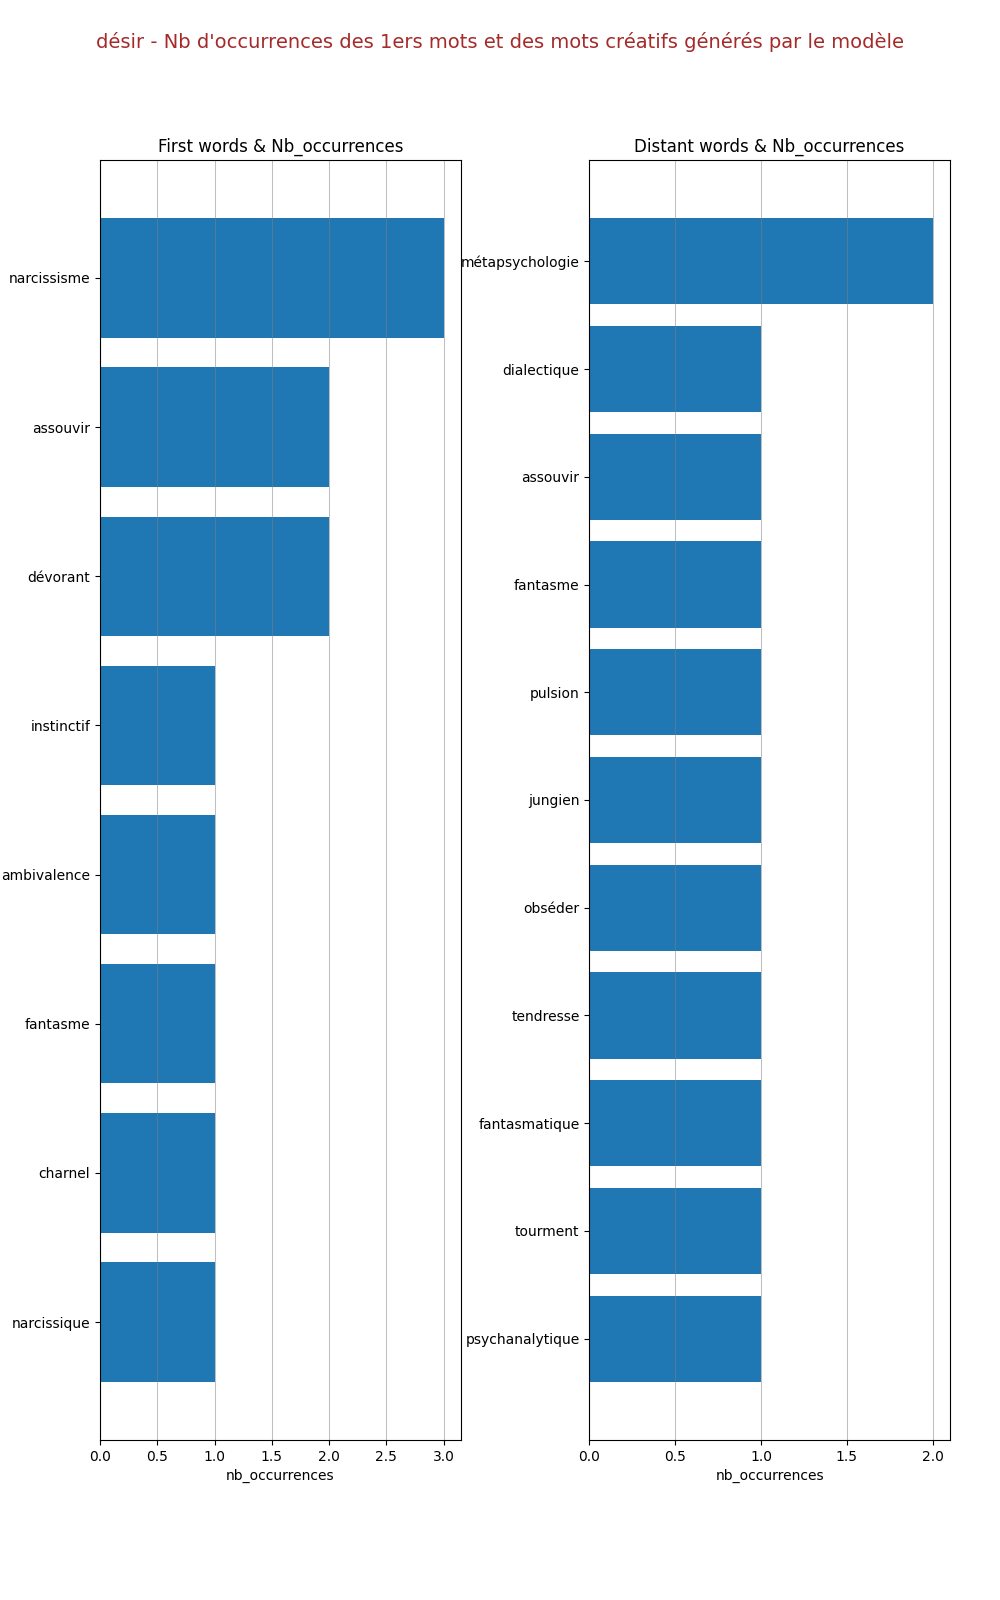 désir - Nb d'occurrences des 1ers mots et des mots créatifs générés par le modèle
First words & Nb_occurrences
narcissisme
assouvir
dévorant
instinctif
ambivalence
fantasme
charnel
narcissique
0.0 0.5 1.0 1.5 2.0 2.5 3.0
nb_occurrences
Distant words & Nb_occurrences
métapsychologie
dialectique
assouvir
fantasme
pulsion
jungien
obséder
tendresse
fantasmatique
tourment
psychanalytique
0.0 0.5 1.0 1.5 2.0
nb_occurrences